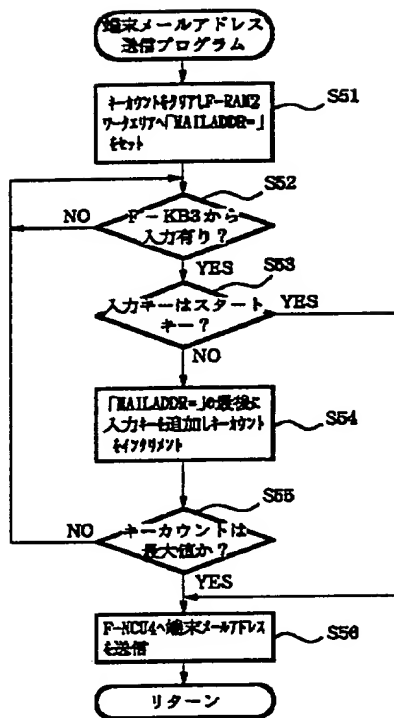 端末メールアドレス
送信プログラム
キーカウントをクリアしF-RAM2
ワークエリアへ「MAILADDR=」
をセット
S51
S52
NO
F-KB3から
入力有り?
YES
S53
入力キーはスタート
キー?
YES
NO
「MAILADDR=」の最後に
入力キーを追加しキーカウント
をインクリメント
S54
S55
NO
キーカウントは
最大値か?
YES
F-NCU4へ端末メールアドレス
を送信
S56
リターン